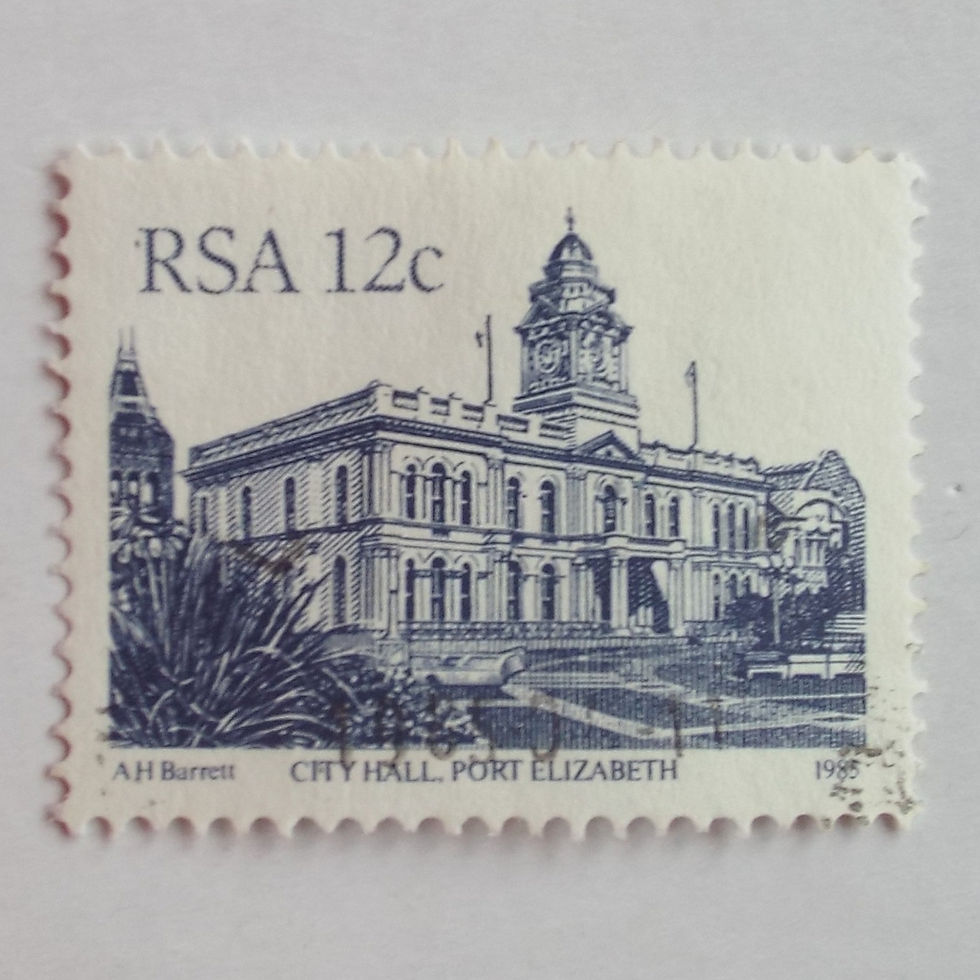 RSA 12c
A H Barrett CITY HALL, PORT ELIZABETH 1985